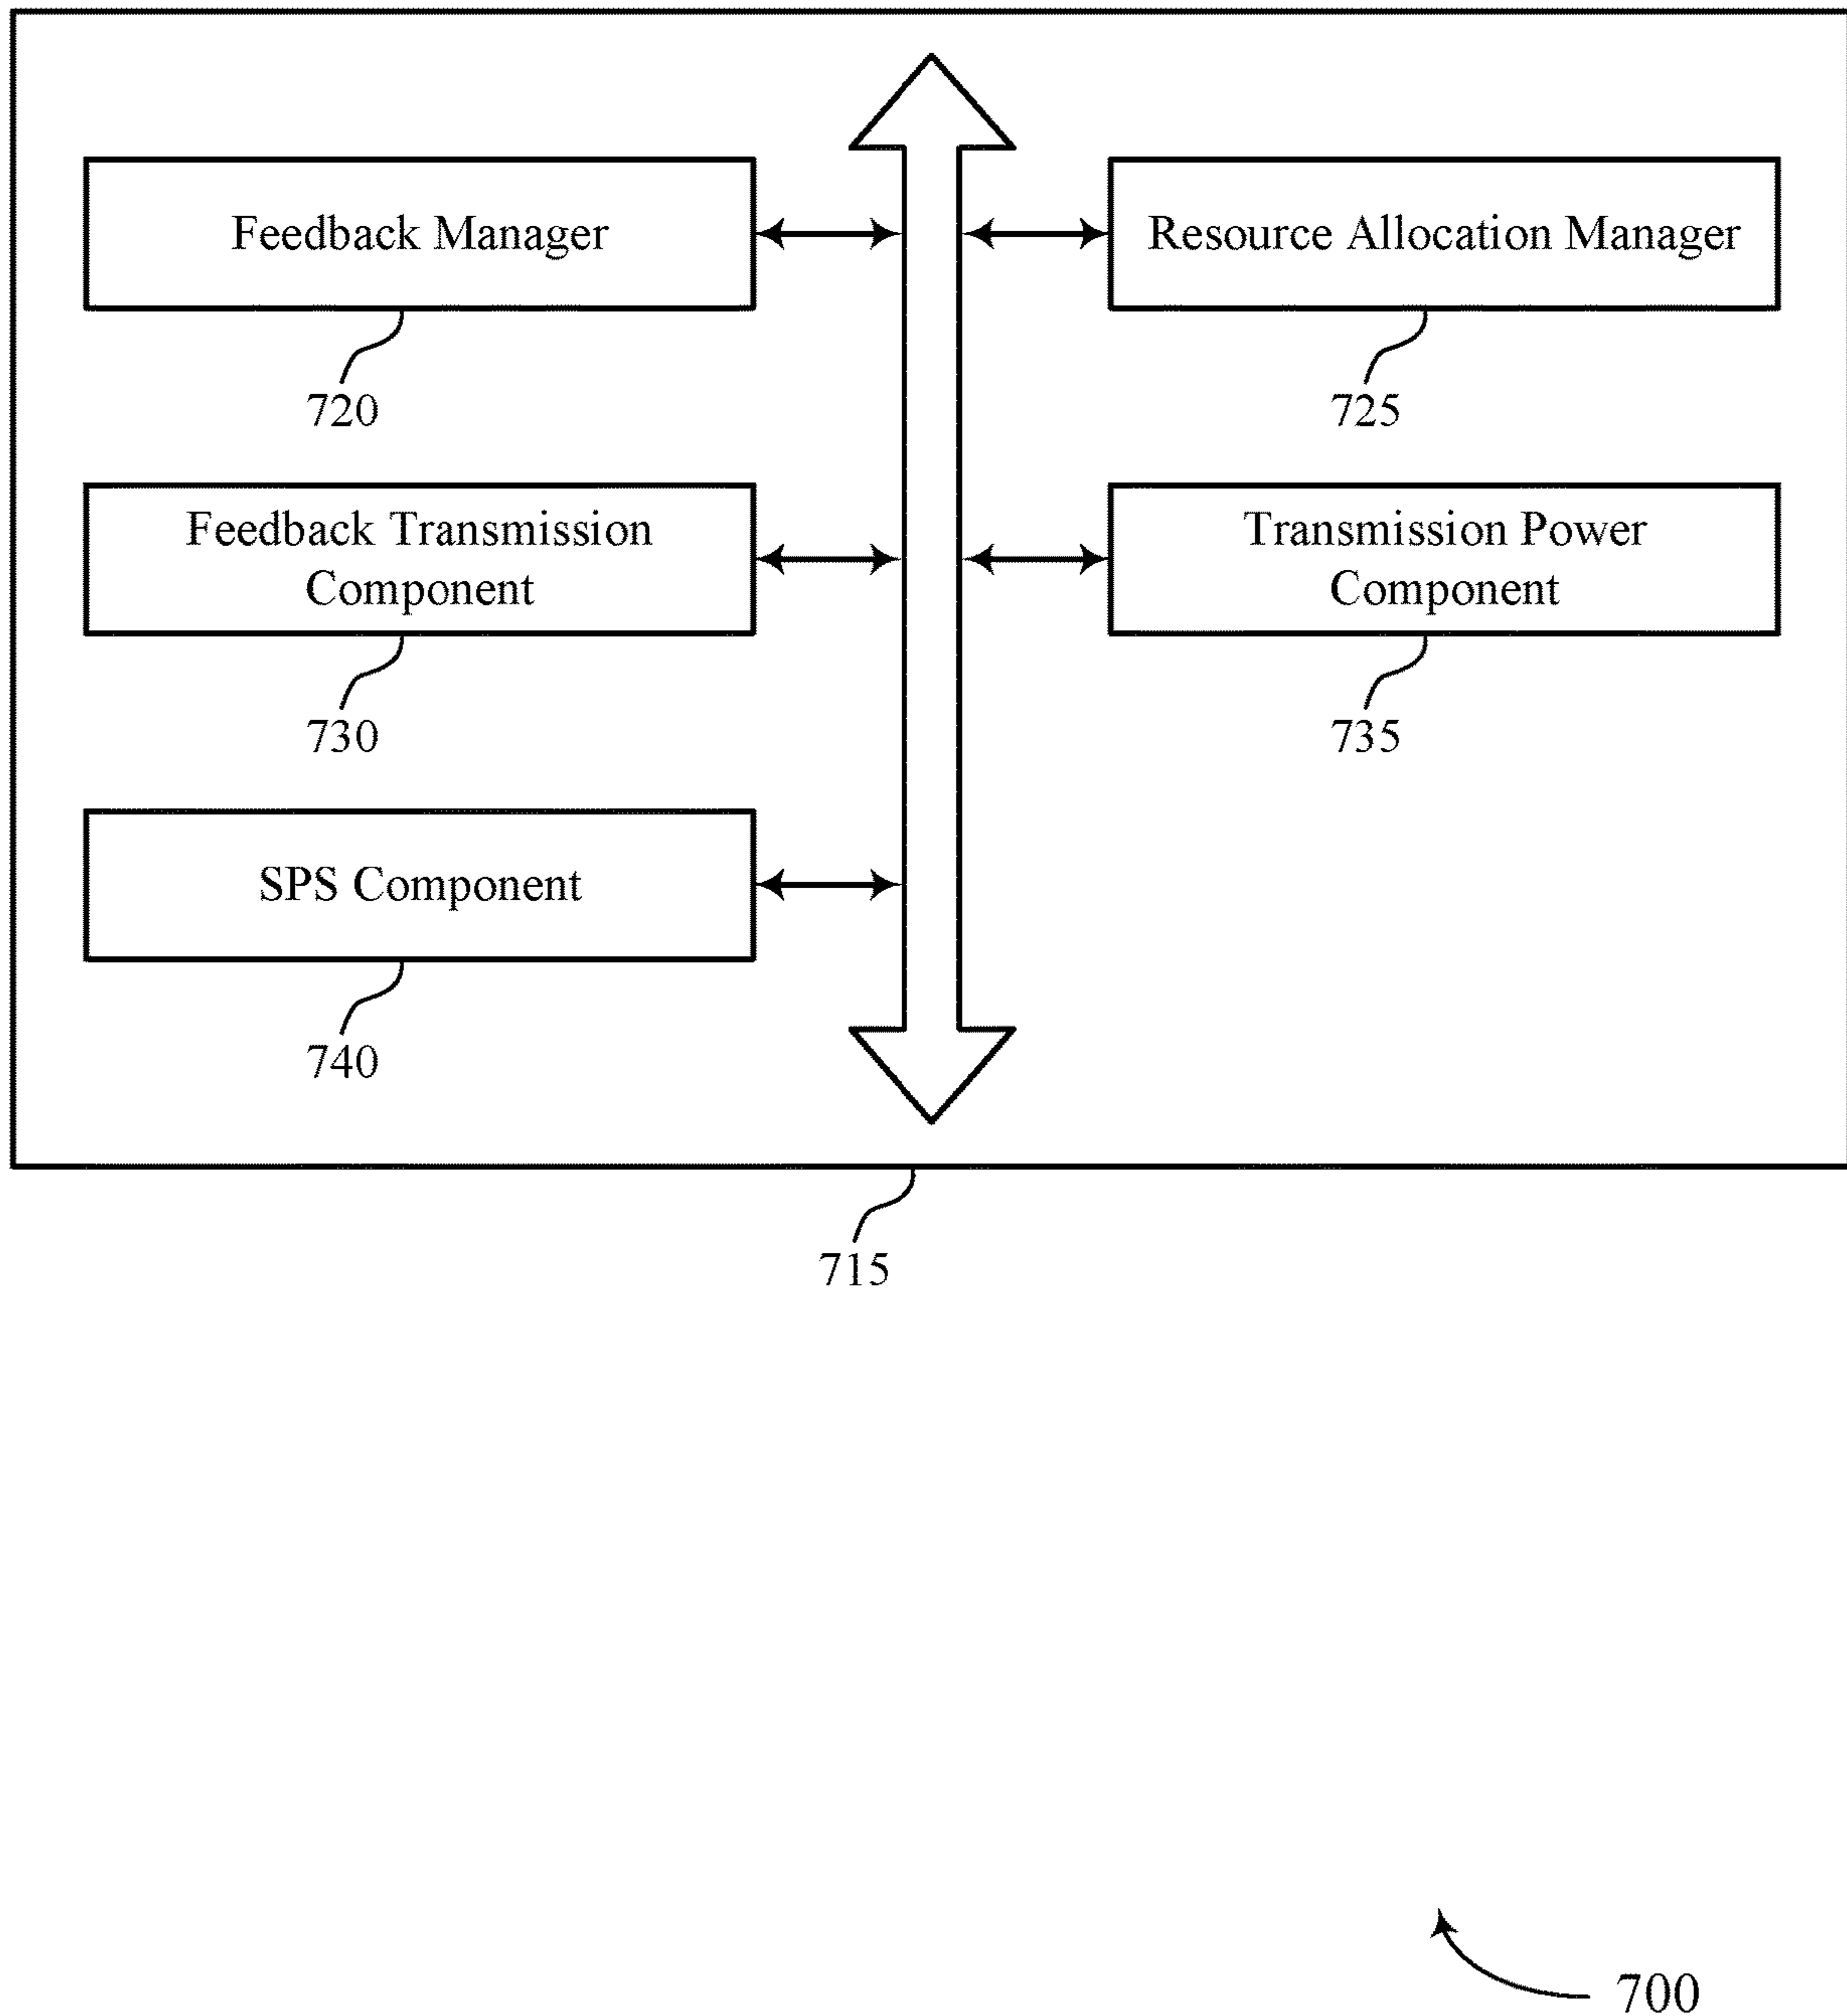 Feedback Manager
Resource Allocation Manager
720
725
Feedback Transmission
Component
Transmission Power
Component
730
735
SPS Component
740
715
700